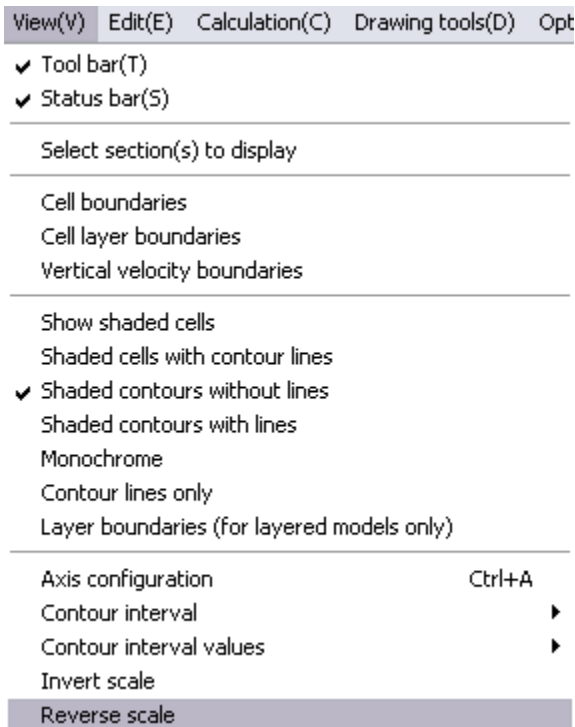 View(V) Edit(E) Calculation(C) Drawing tools(D) Opt
Tool bar(T)
Status bar(S)
Select section(s) to display
Cell boundaries
Cell layer boundaries
Vertical velocity boundaries
Show shaded cells
Shaded cells with contour lines
Shaded contours without lines
Shaded contours with lines
Monochrome
Contour lines only
Layer boundaries (for layered models only)
Axis configuration Ctrl+A
Contour interval
Contour interval values
Invert scale
Reverse scale